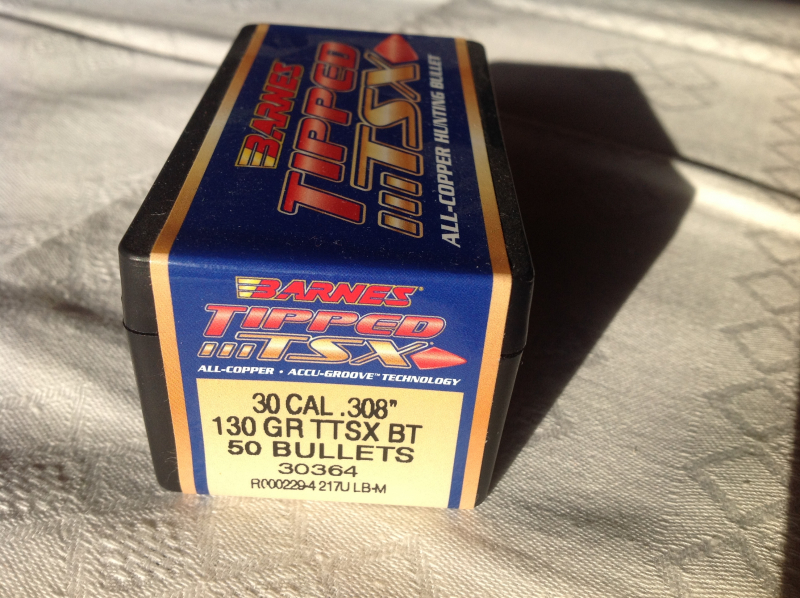 BARNES
TIPPED
TSX
ALL-COPPER HUNTING BULLET
BARNES®
TIPPED
TSX
ALL-COPPER • ACCU-GROOVE™ TECHNOLOGY
30 CAL .308"
130 GR TTSX BT
50 BULLETS
30364
R000229-4 217U LB-M